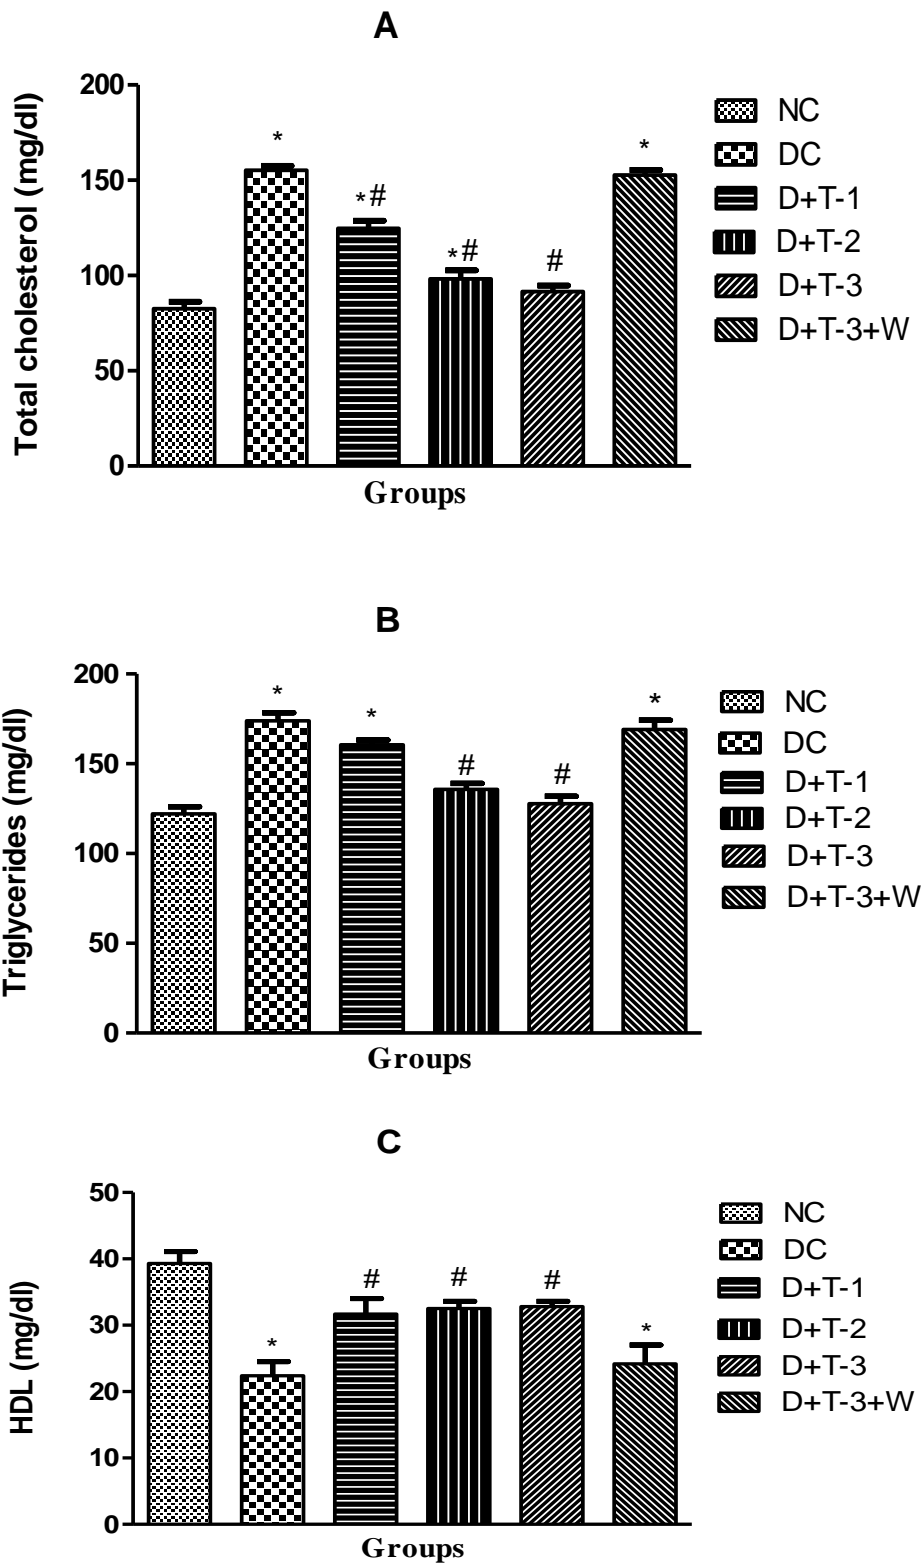 A
Total cholesterol (mg/dl)
200
150
100
50
0
*
*#
*#
#
*
Groups
NC
DC
D+T-1
D+T-2
D+T-3
D+T-3+W
B
Triglycerides (mg/dl)
200
150
100
50
0
*
*
#
#
*
Groups
NC
DC
D+T-1
D+T-2
D+T-3
D+T-3+W
C
HDL (mg/dl)
50
40
30
20
10
0
*
#
#
#
*
Groups
NC
DC
D+T-1
D+T-2
D+T-3
D+T-3+W